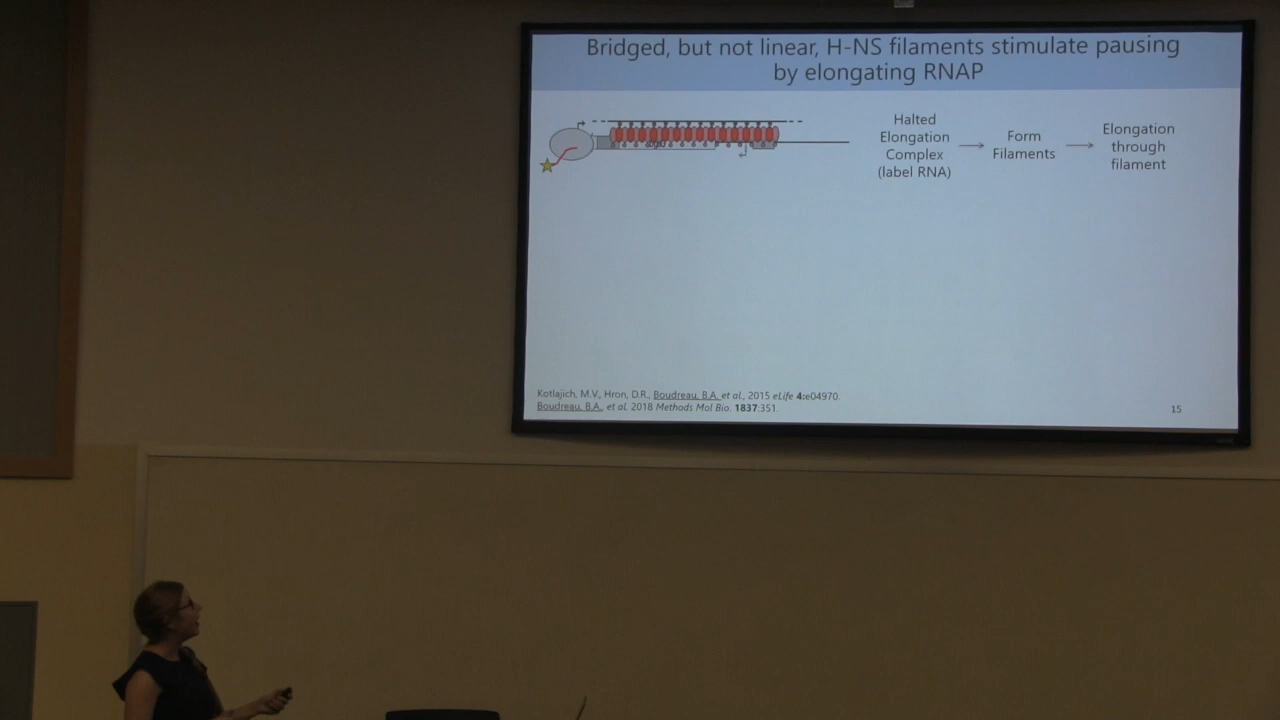 Bridged, but not linear, H-NS filaments stimulate pausing
by elongating RNAP
Halted
Elongation
Complex
(label RNA)
Form
Filaments
Elongation
through
filament
Kotlajich, M.V., Hron, D.R., Boudreau, B.A. et al., 2015 eLife 4:e04970.
Boudreau, B.A., et al. 2018 Methods Mol Bio. 1837:351.
15